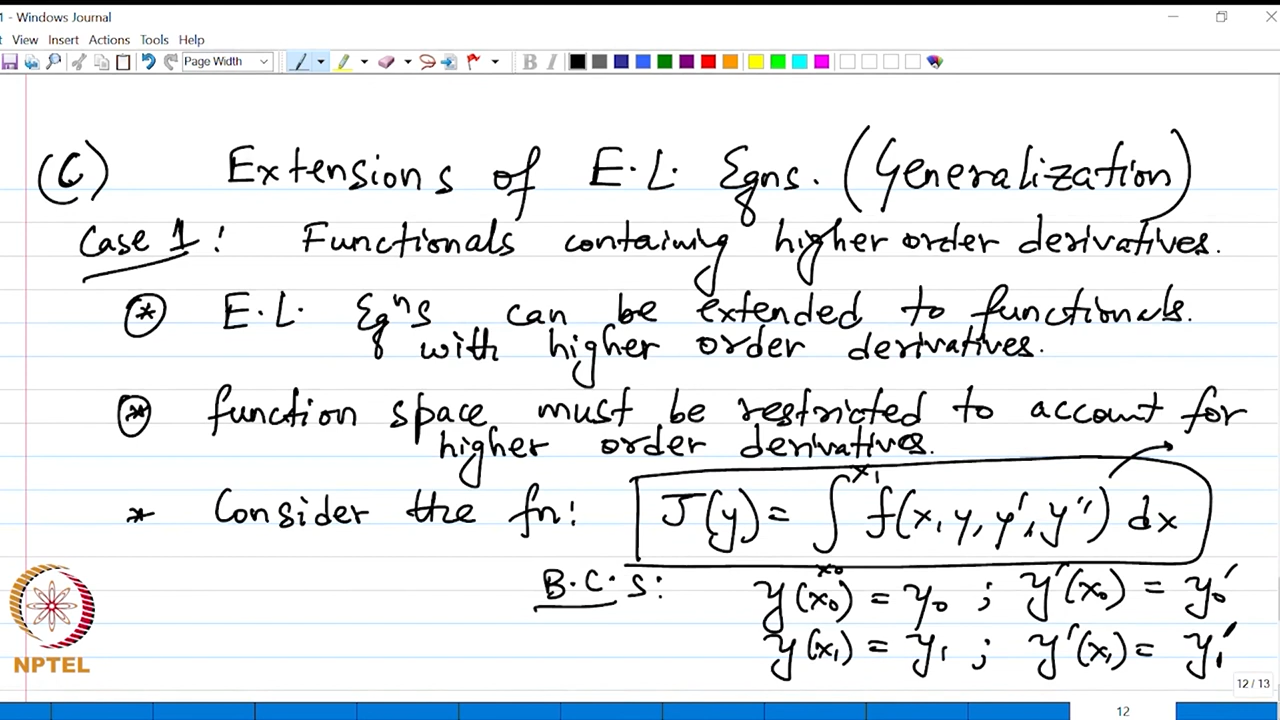 1 - Windows Journal
View Insert Actions Tools Help
Page Width
B I
(C) Extensions of E.L. Eqns. (Generalization)
Case 1: Functionals containing higher order derivatives.
* E.L. Eqⁿs can be extended to functionals.
with higher order derivatives.
* function space must be restricted to account for
higher order derivatives.
* Consider the fn: J(y) = ∫_{x₀}^{x₁} f(x, y, y', y'') dx
B.C.s: y(x₀) = y₀ ; y'(x₀) = y₀'
y(x₁) = y₁ ; y'(x₁) = y₁'
NPTEL
12 / 13
12